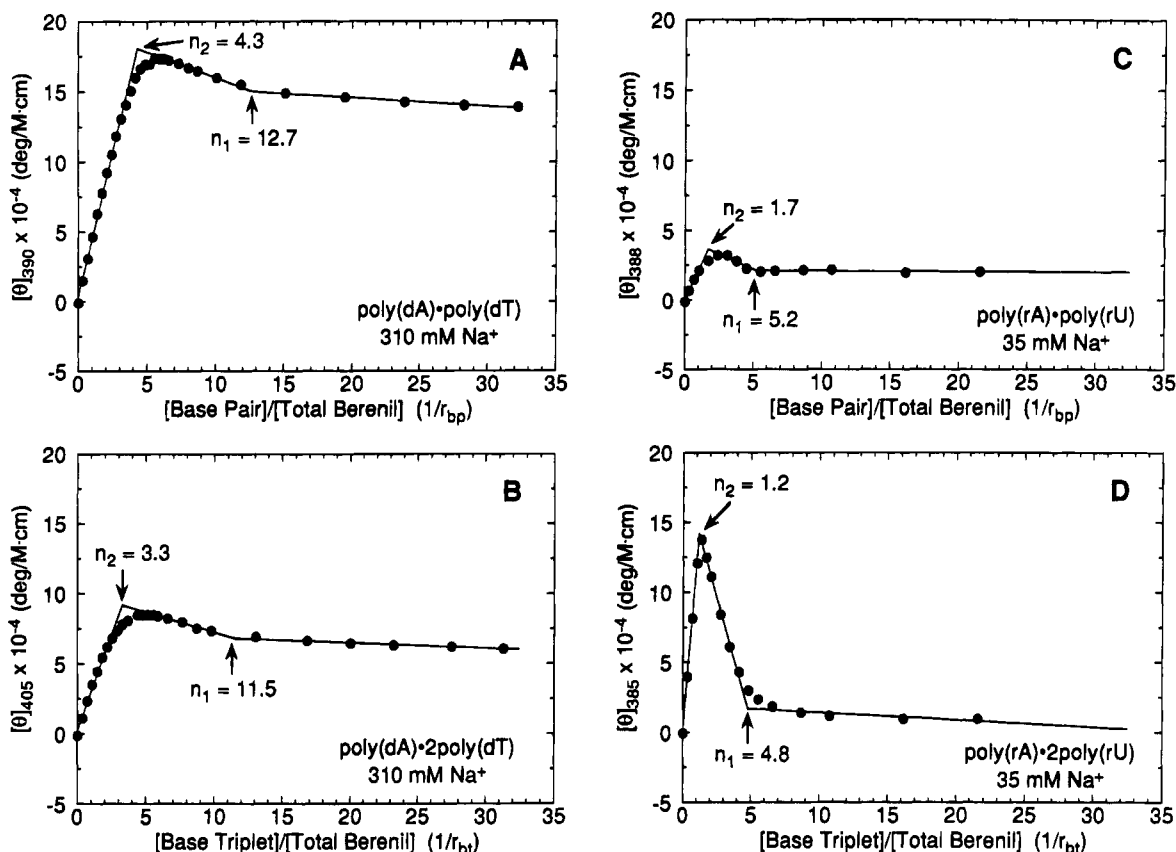 A
20
15
10
5
0
-5
[θ]₃₉₀ x 10⁻⁴ (deg/M·cm)
n₂ = 4.3
n₁ = 12.7
poly(dA)•poly(dT)
310 mM Na⁺
0 5 10 15 20 25 30 35
[Base Pair]/[Total Berenil] (1/r_bp)
C
20
15
10
5
0
-5
[θ]₃₈₈ x 10⁻⁴ (deg/M·cm)
n₂ = 1.7
n₁ = 5.2
poly(rA)•poly(rU)
35 mM Na⁺
0 5 10 15 20 25 30 35
[Base Pair]/[Total Berenil] (1/r_bp)
B
20
15
10
5
0
-5
[θ]₄₀₅ x 10⁻⁴ (deg/M·cm)
n₂ = 3.3
n₁ = 11.5
poly(dA)•2poly(dT)
310 mM Na⁺
0 5 10 15 20 25 30 35
[Base Triplet]/[Total Berenil] (1/r_bt)
D
20
15
10
5
0
-5
[θ]₃₈₅ x 10⁻⁴ (deg/M·cm)
n₂ = 1.2
n₁ = 4.8
poly(rA)•2poly(rU)
35 mM Na⁺
0 5 10 15 20 25 30 35
[Base Triplet]/[Total Berenil] (1/r_bt)